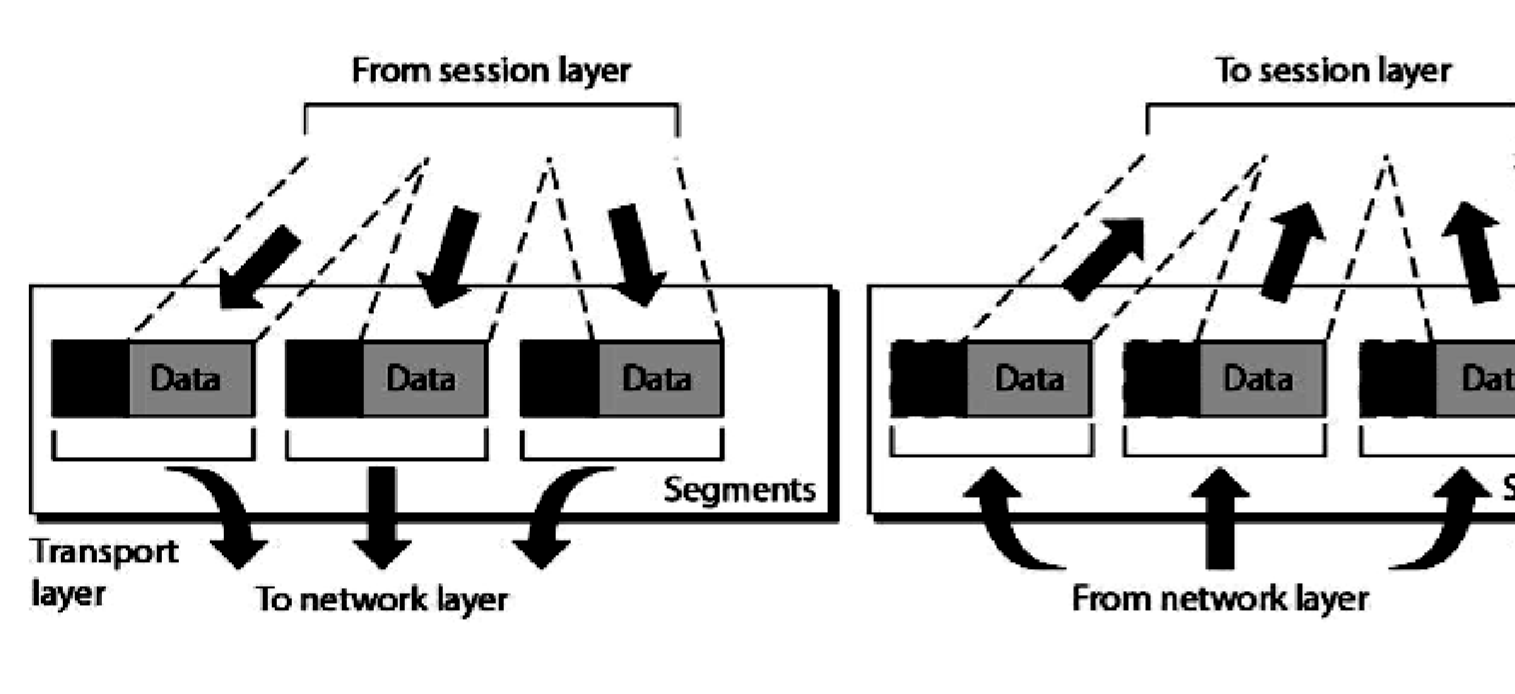 From session layer
To session layer
Data
Data
Data
Data
Data
Dat
Segments
S
Transport
layer
To network layer
From network layer